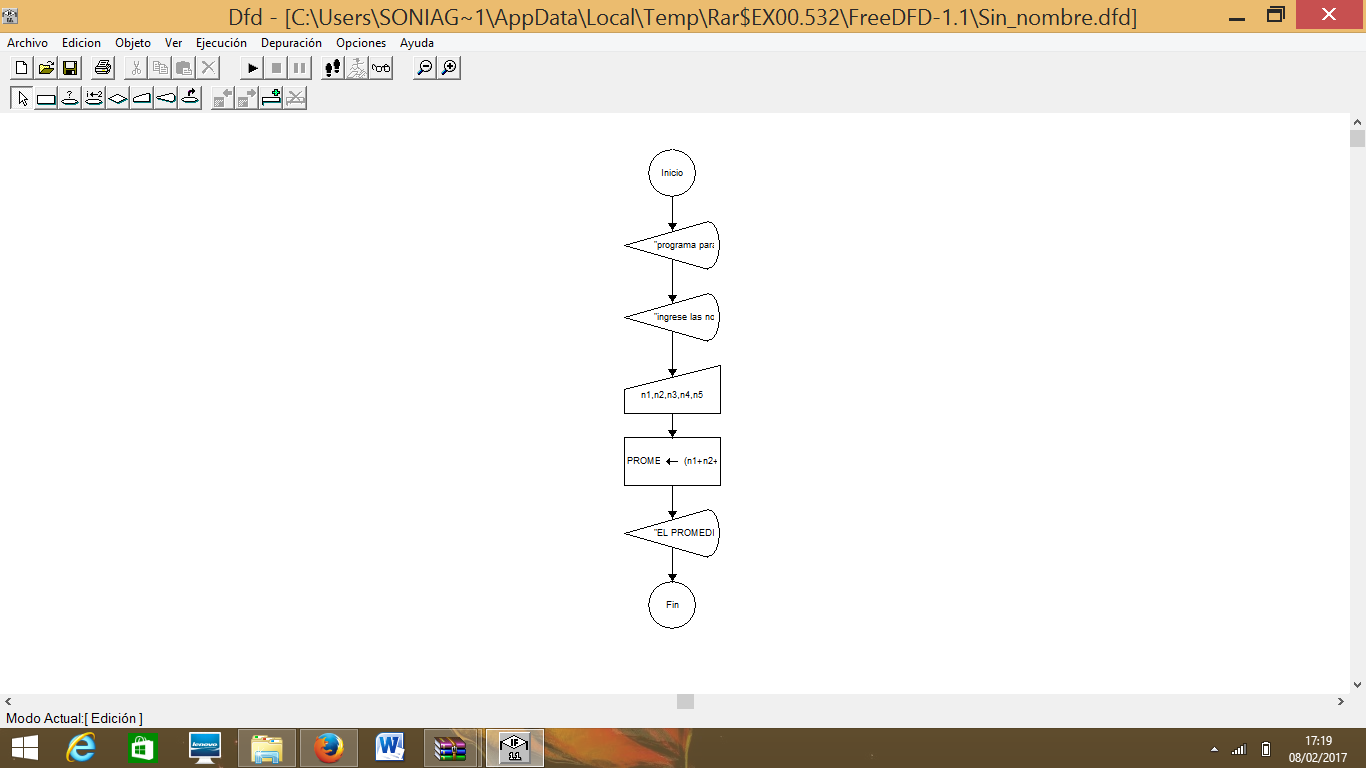 Dfd - [C:\Users\SONIAG~1\AppData\Local\Temp\Rar$EX00.532\FreeDFD-1.1\Sin_nombre.dfd]
Archivo Edicion Objeto Ver Ejecución Depuración Opciones Ayuda
Inicio
"programa para
"ingrese las no
n1,n2,n3,n4,n5
PROME ← (n1+n2+
"EL PROMEDI
Fin
Modo Actual:[ Edición ]
lenovo
17:19
08/02/2017